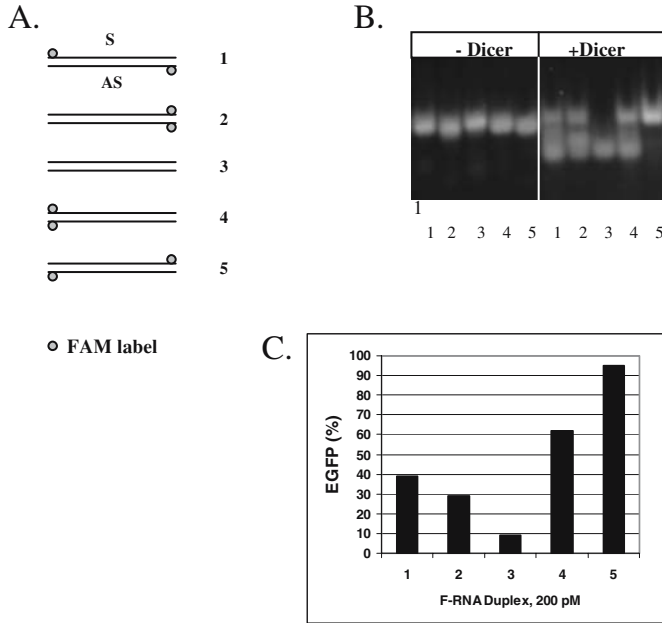 A.
S
1
AS
2
3
4
5
FAM label
B.
- Dicer +Dicer
1
1 2 3 4 5 1 2 3 4 5
C.
100
90
80
70
60
50
40
30
20
10
0
EGFP (%)
1 2 3 4 5
F-RNA Duplex, 200 pM